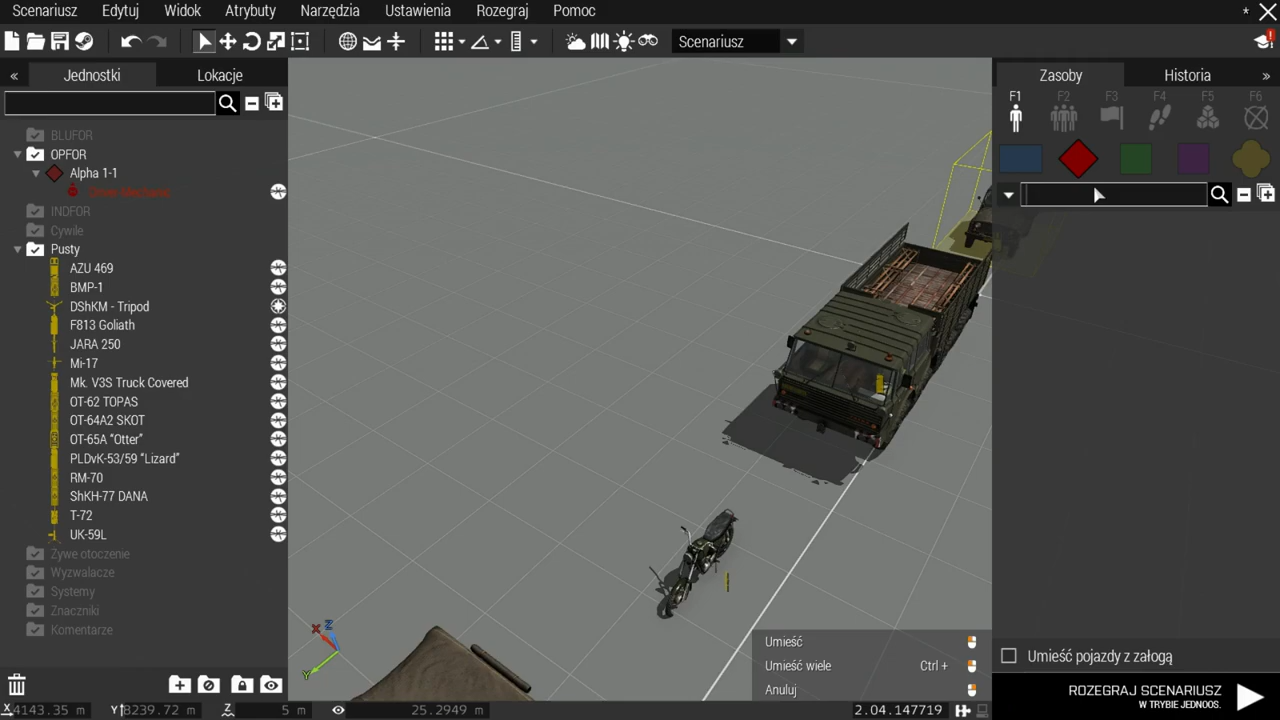 Scenariusz Edytuj Widok Atrybuty Narzędzia Ustawienia Rozegraj Pomoc *
Scenariusz
« Jednostki Lokacje
Zasoby Historia »
F1 F2 F3 F4 F5 F6
BLUFOR
OPFOR
Alpha 1-1
INDFOR
Cywile
Pusty
AZU 469
BMP-1
DShKM - Tripod
F813 Goliath
JARA 250
Mi-17
Mk. V3S Truck Covered
OT-62 TOPAS
OT-64A2 SKOT
OT-65A “Otter”
PLDvK-53/59 “Lizard”
RM-70
ShKH-77 DANA
T-72
UK-59L
Żywe otoczenie
Wyzwalacze
Systemy
Znaczniki
Komentarze
Z
X
Y
Umieść
Umieść wiele Ctrl +
Anuluj
Umieść pojazdy z załogą
ROZEGRAJ SCENARIUSZ
W TRYBIE JEDNOOS.
X 4143.35 m Y 8239.72 m Z 5 m 25.2949 m 2.04.147719